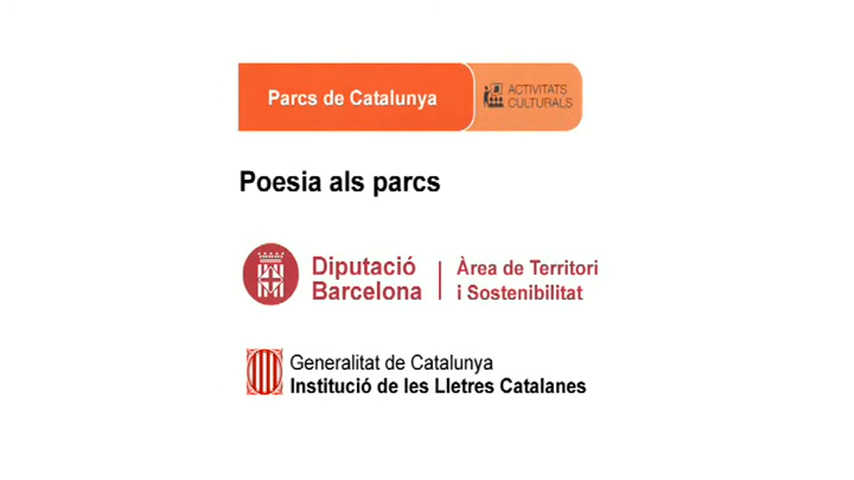 Parcs de Catalunya
ACTIVITATS
CULTURALS
Poesia als parcs
Diputació
Barcelona
Àrea de Territori
i Sostenibilitat
Generalitat de Catalunya
Institució de les Lletres Catalanes